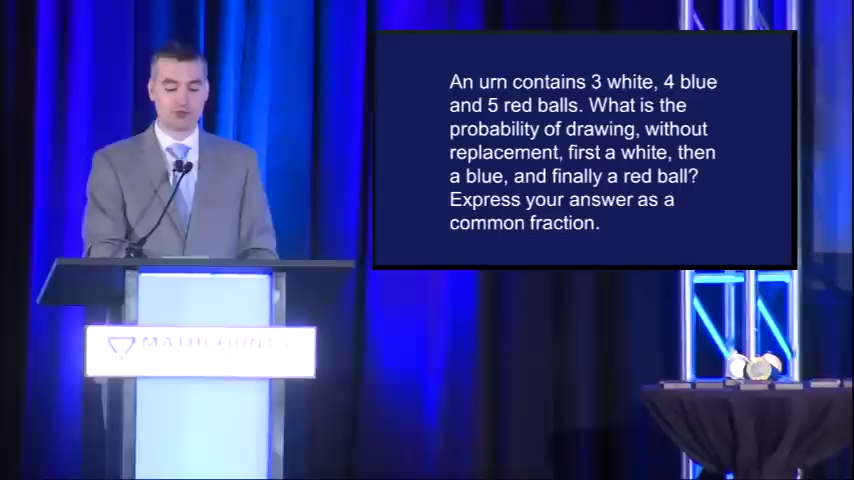 An urn contains 3 white, 4 blue
and 5 red balls. What is the
probability of drawing, without
replacement, first a white, then
a blue, and finally a red ball?
Express your answer as a
common fraction.
MATHCOUNTS